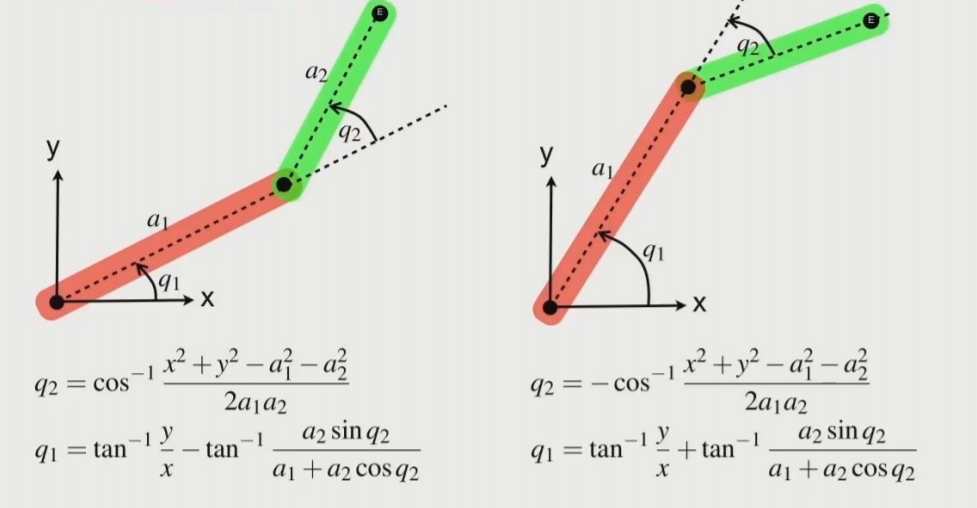 E
a₂
q₂
y
a₁
q₁
x
q₂ = cos⁻¹ (x² + y² − a₁² − a₂²) / (2a₁a₂)
q₁ = tan⁻¹ y/x − tan⁻¹ (a₂ sin q₂) / (a₁ + a₂ cos q₂)
E
q₂
y
a₁
q₁
x
q₂ = − cos⁻¹ (x² + y² − a₁² − a₂²) / (2a₁a₂)
q₁ = tan⁻¹ y/x + tan⁻¹ (a₂ sin q₂) / (a₁ + a₂ cos q₂)